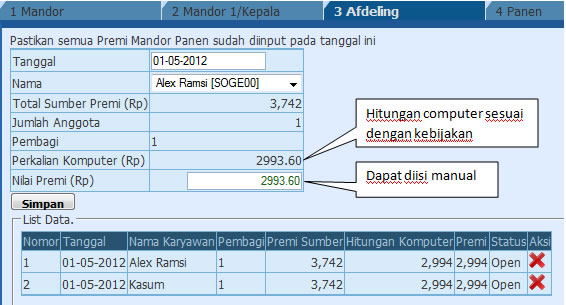 1 Mandor 2 Mandor 1/Kepala 3 Afdeling 4 Panen
Pastikan semua Premi Mandor Panen sudah diinput pada tanggal ini
Tanggal 01-05-2012
Nama Alex Ramsi [SOGE00]
Total Sumber Premi (Rp) 3,742
Jumlah Anggota 1
Pembagi 1
Perkalian Komputer (Rp) 2993.60
Nilai Premi (Rp) 2993.60
Hitungan computer sesuai
dengan kebijakan
Dapat diisi manual
Simpan
List Data.
Nomor Tanggal Nama Karyawan Pembagi Premi Sumber Hitungan Komputer Premi Status Aksi
1 01-05-2012 Alex Ramsi 1 3,742 2,994 2,994 Open
2 01-05-2012 Kasum 1 3,742 2,994 2,994 Open